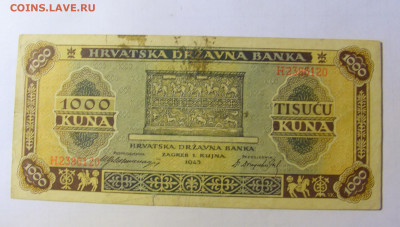 COINS.LAV.RU
HRVATSKA DRŽAVNA BANKA
1000
1000
1000
KUNA
TISUĆU
KUNA
HRVATSKA DRŽAVNA BANKA
ZAGREB 1. RUJNA
1943
1000
1000